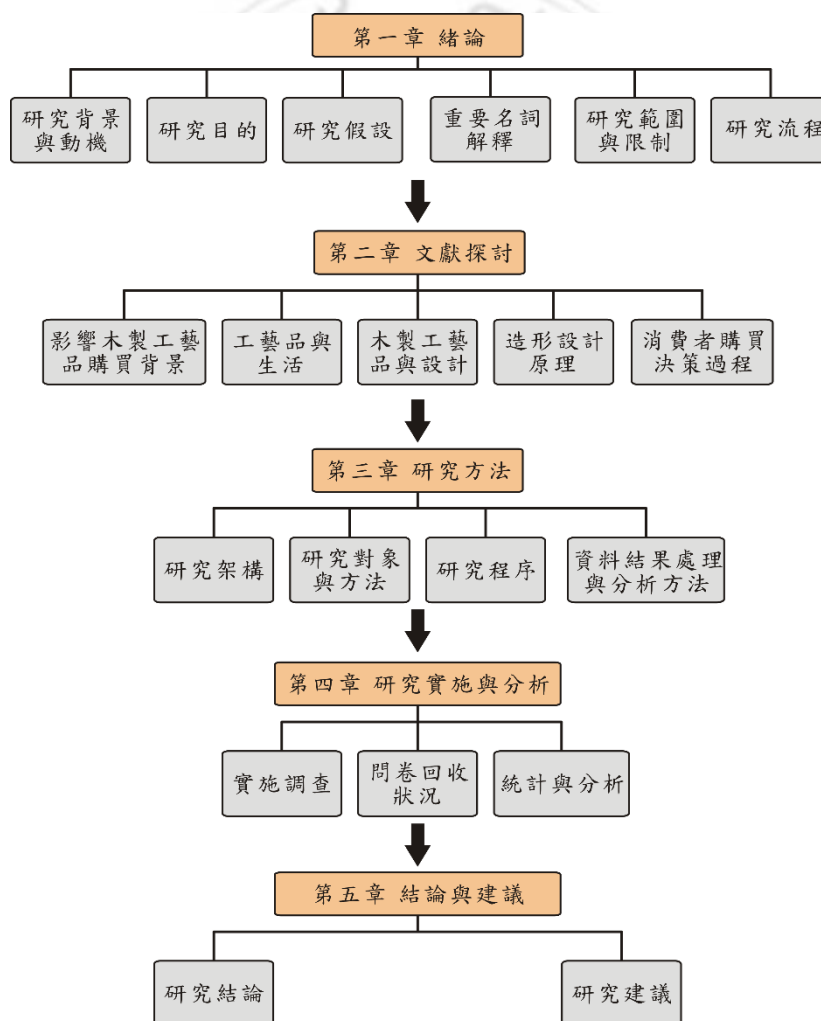 第一章 緒論
研究背景
與動機
研究目的
研究假設
重要名詞
解釋
研究範圍
與限制
研究流程
第二章 文獻探討
影響木製工藝
品購買背景
工藝品與
生活
木製工藝
品與設計
造形設計
原理
消費者購買
決策過程
第三章 研究方法
研究架構
研究對象
與方法
研究程序
資料結果處理
與分析方法
第四章 研究實施與分析
實施調查
問卷回收
狀況
統計與分析
第五章 結論與建議
研究結論
研究建議